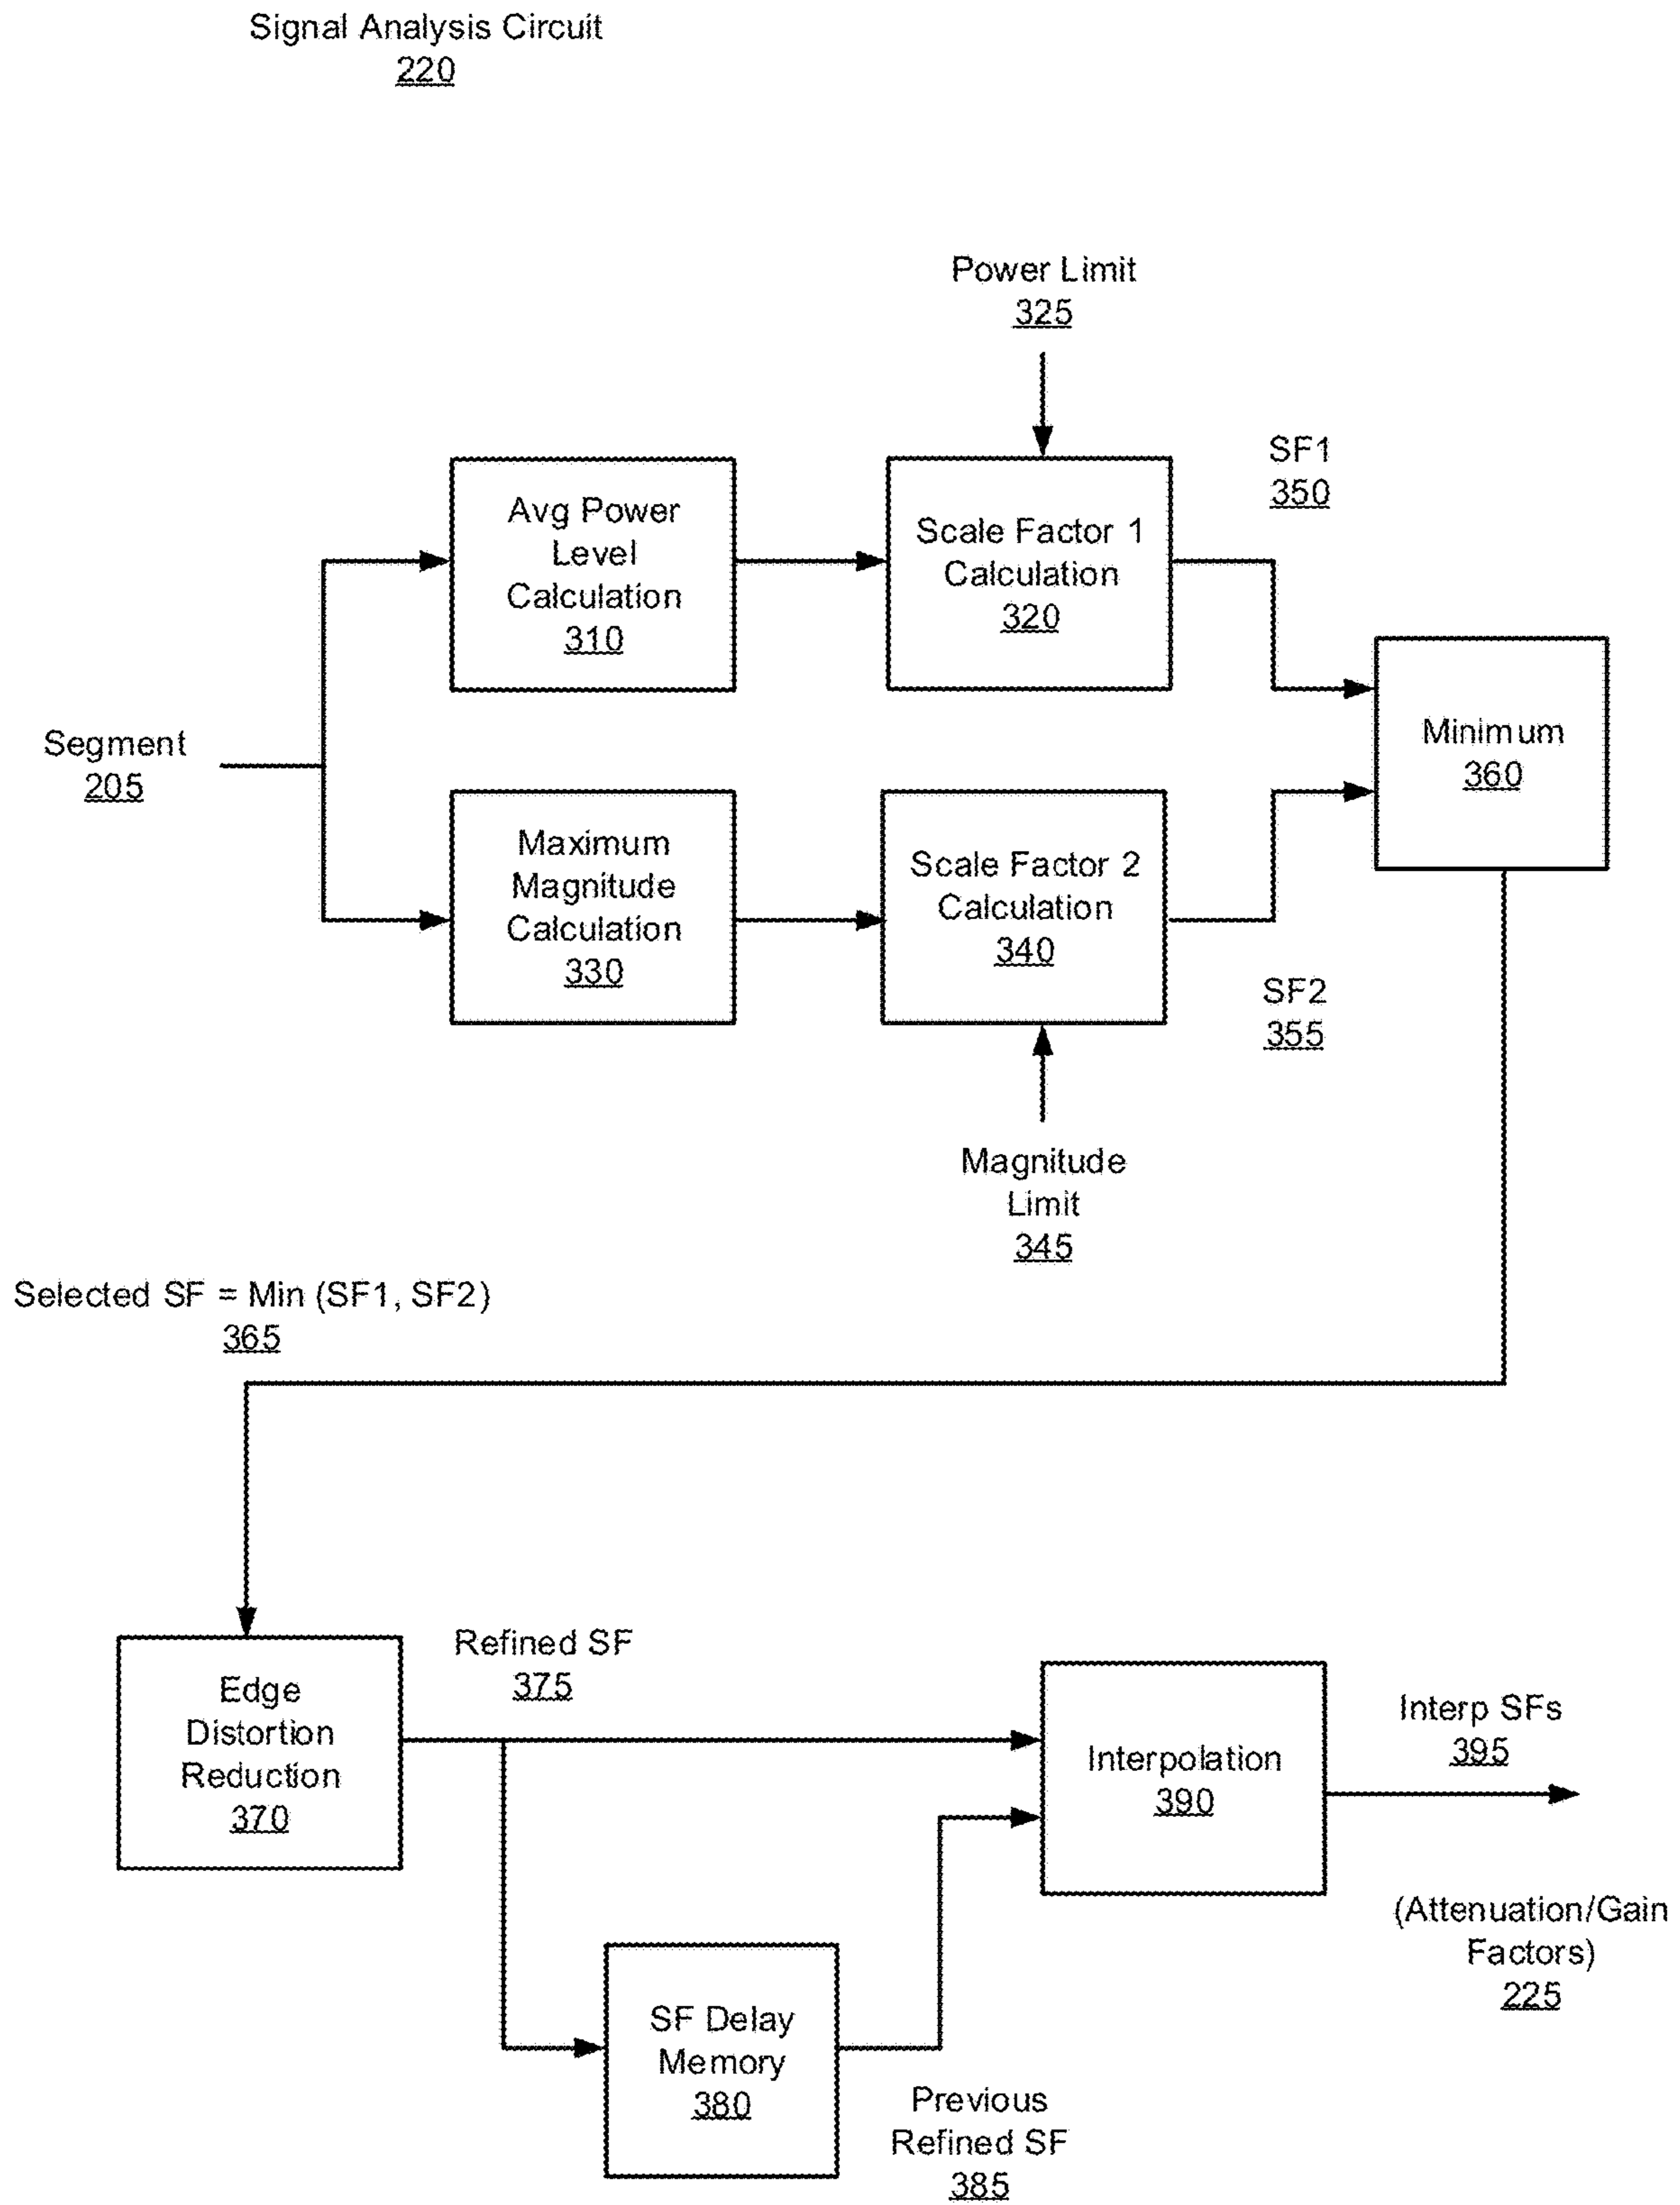 Signal Analysis Circuit
220
Power Limit
325
SF1
350
Avg Power
Level
Calculation
310
Scale Factor 1
Calculation
320
Segment
205
Minimum
360
Maximum
Magnitude
Calculation
330
Scale Factor 2
Calculation
340
SF2
355
Magnitude
Limit
345
Selected SF = Min (SF1, SF2)
365
Edge
Distortion
Reduction
370
Refined SF
375
Interpolation
390
Interp SFs
395
(Attenuation/Gain
Factors)
225
SF Delay
Memory
380
Previous
Refined SF
385